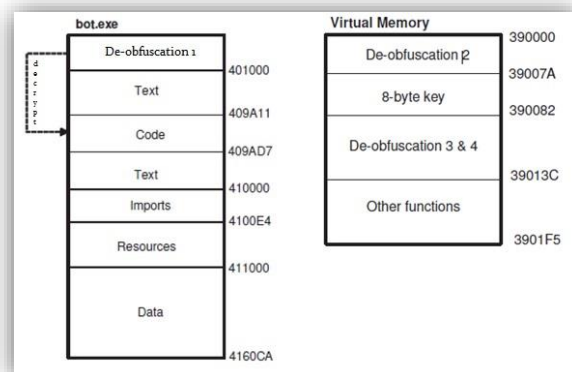 bot.exe
De-obfuscation 1
decrypt
401000
Text
409A11
Code
409AD7
Text
410000
Imports
4100E4
Resources
411000
Data
4160CA
Virtual Memory
390000
De-obfuscation 2
39007A
8-byte key
390082
De-obfuscation 3 & 4
39013C
Other functions
3901F5